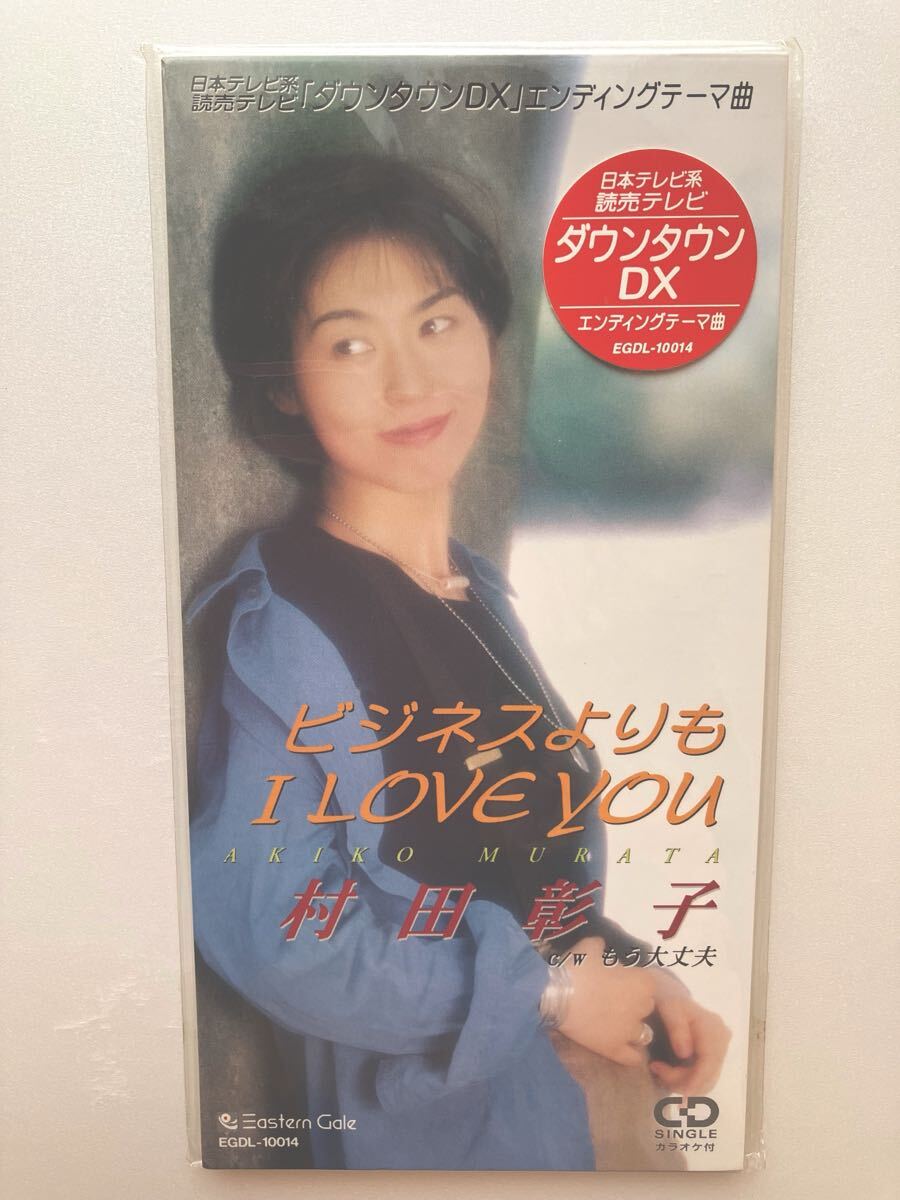 日本テレビ系
読売テレビ「ダウンタウンDX」エンディングテーマ曲
日本テレビ系
読売テレビ
ダウンタウン
DX
エンディングテーマ曲
EGDL-10014
ビジネスよりも
I LOVE YOU
AKIKO MURATA
村田彰子
c/w もう大丈夫
Eastern Gale
EGDL-10014
CD
SINGLE
カラオケ付